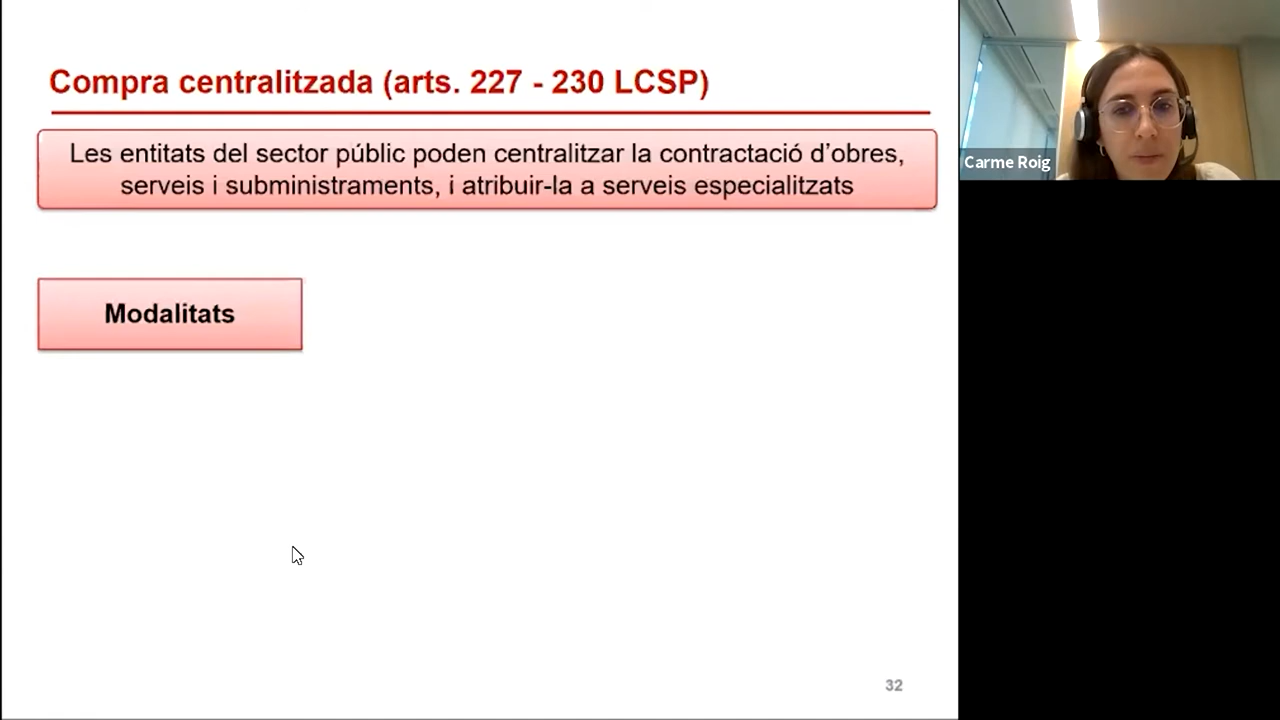 Compra centralitzada (arts. 227 - 230 LCSP)
Les entitats del sector públic poden centralitzar la contractació d’obres,
serveis i subministraments, i atribuir-la a serveis especialitzats
Carme Roig
Modalitats
32